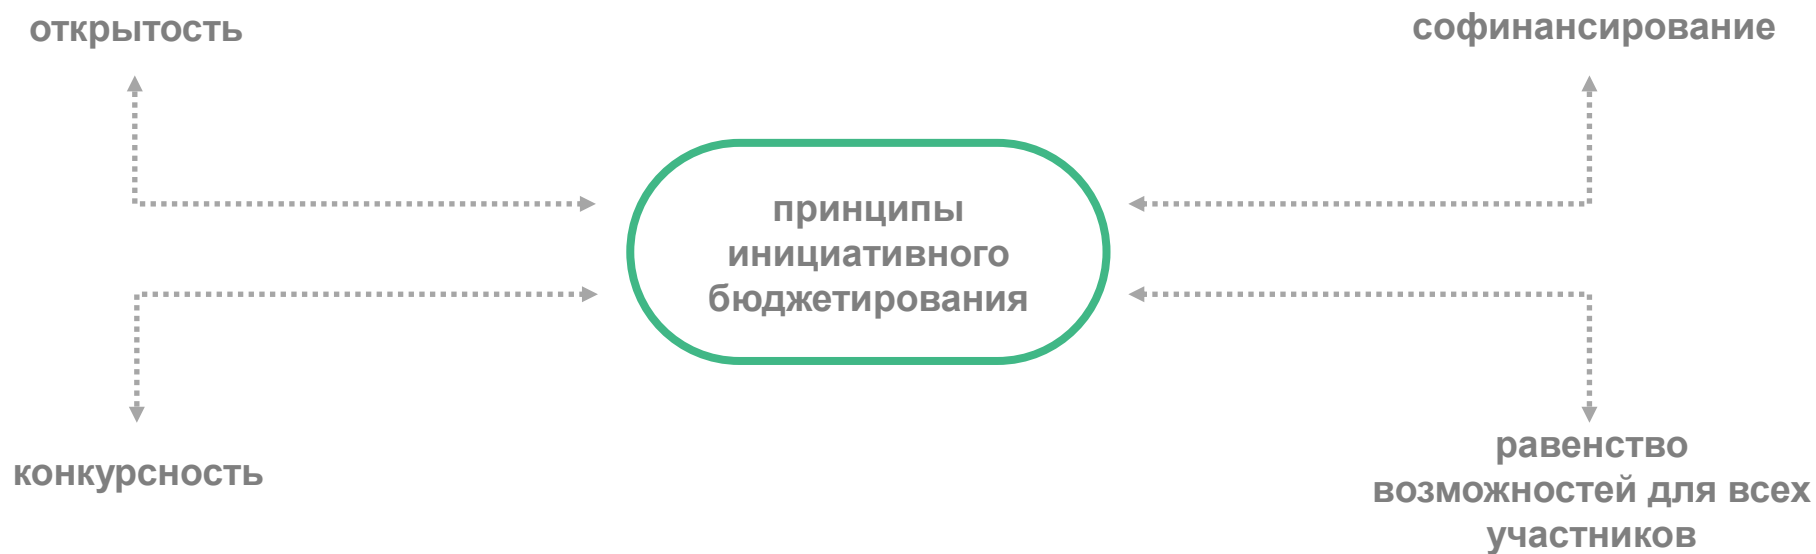 открытость
софинансирование
принципы
инициативного
бюджетирования
конкурсность
равенство
возможностей для всех
участников